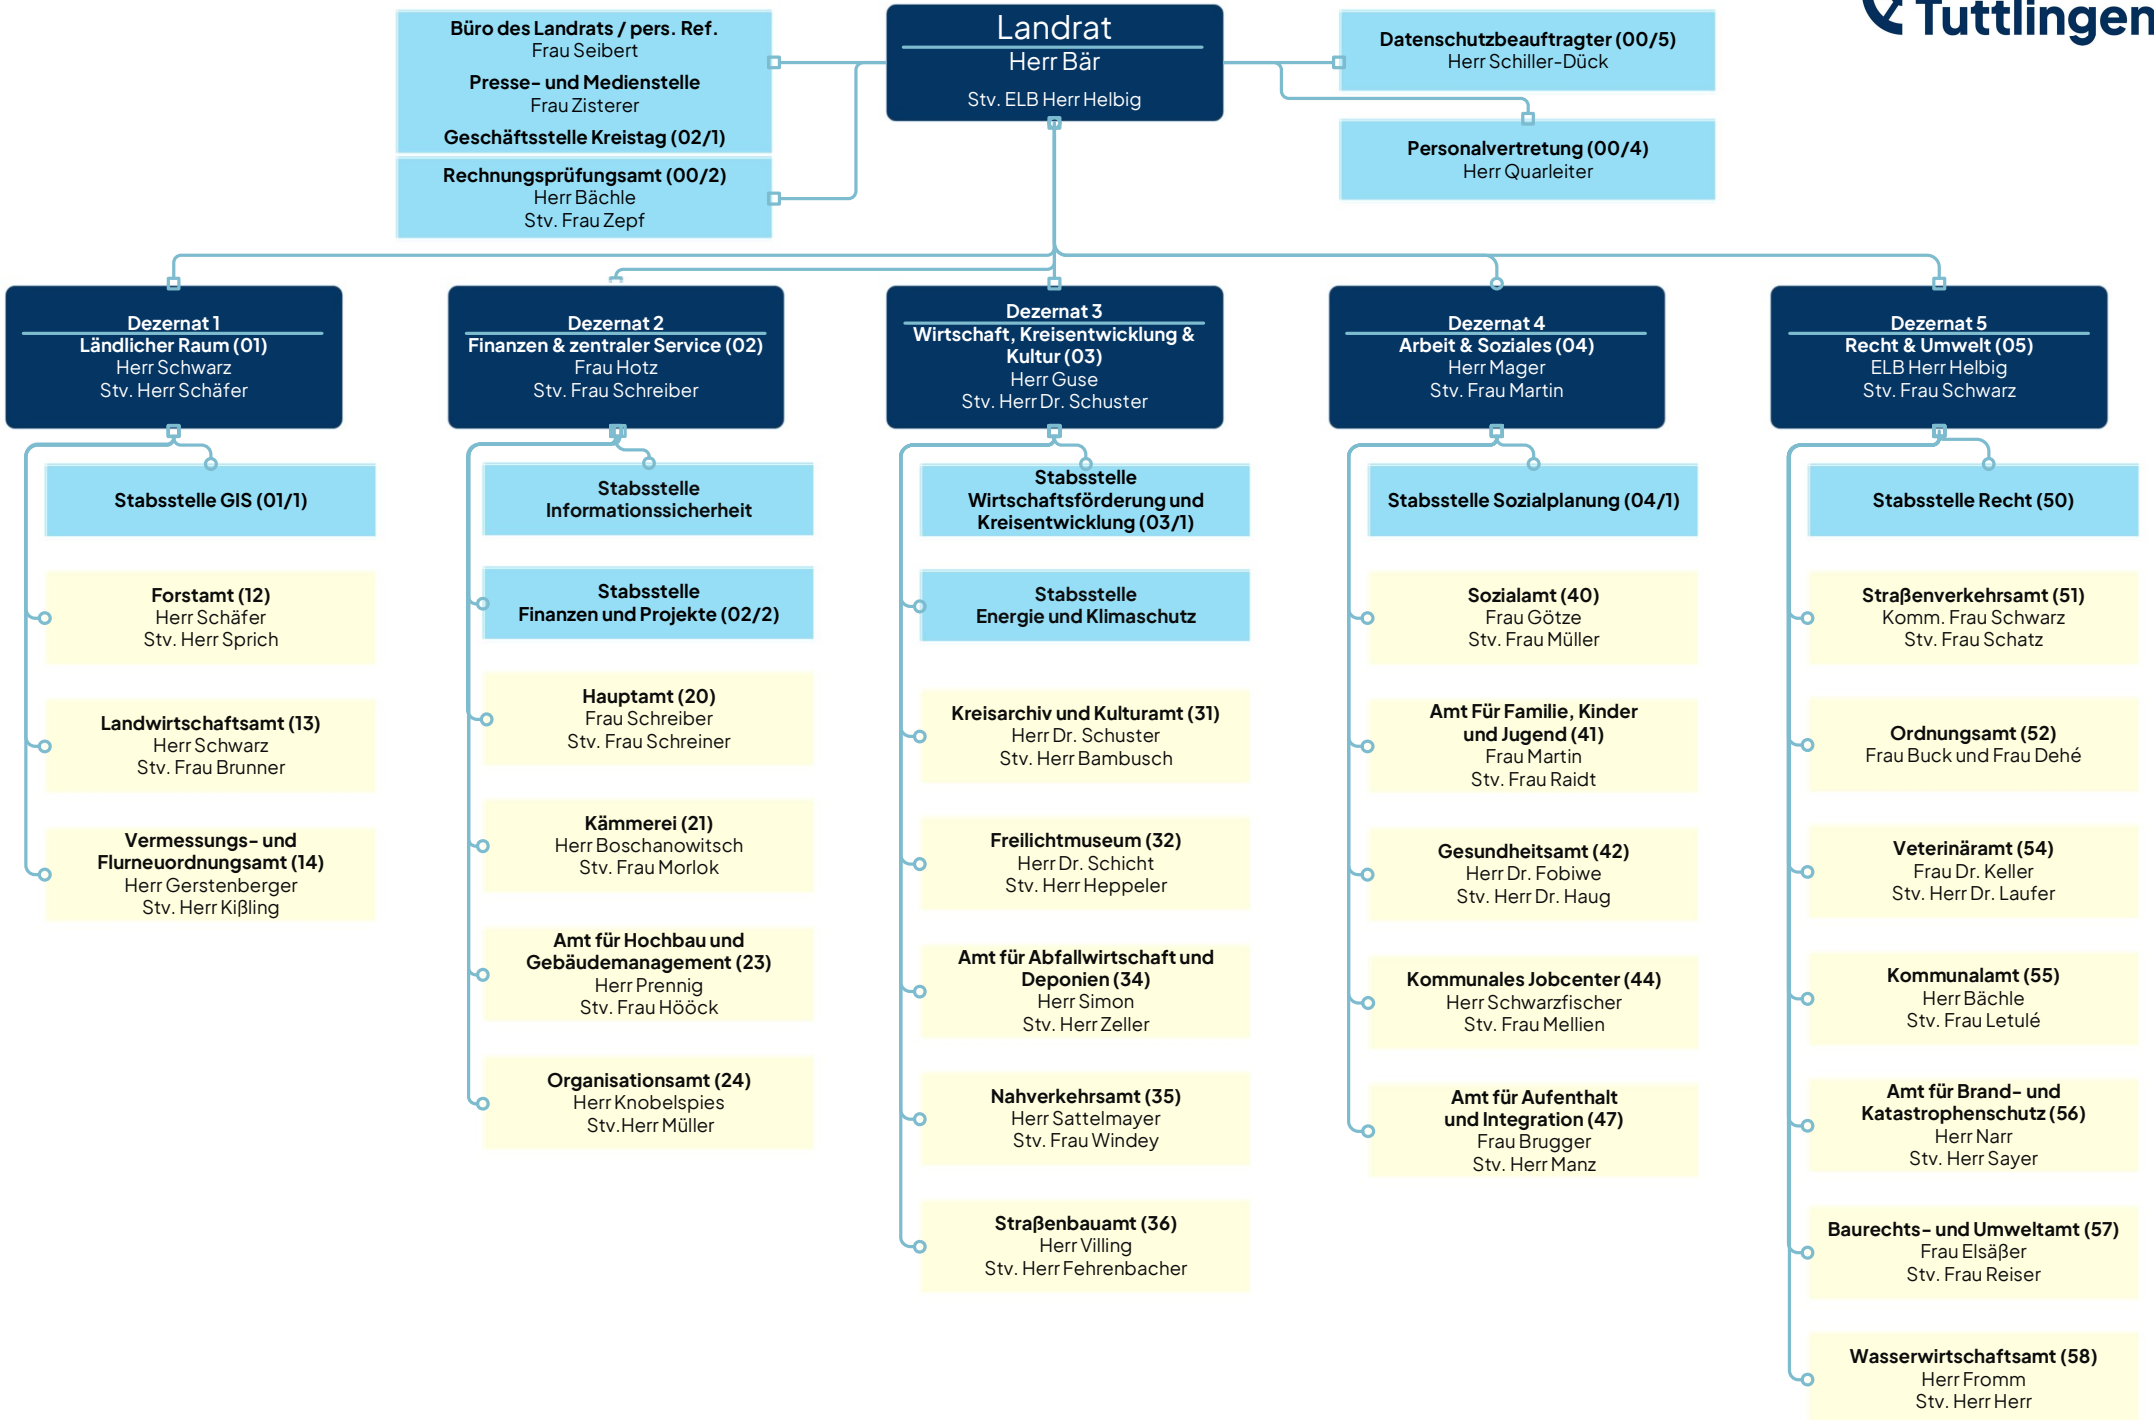 Tuttlingen
Landrat
Herr Bär
Stv. ELB Herr Helbig
Büro des Landrats / pers. Ref.
Frau Seibert
Presse- und Medienstelle
Frau Zisterer
Geschäftsstelle Kreistag (02/1)
Rechnungsprüfungsamt (00/2)
Herr Bächle
Stv. Frau Zepf
Datenschutzbeauftragter (00/5)
Herr Schiller-Dück
Personalvertretung (00/4)
Herr Quarleiter
Dezernat 1
Ländlicher Raum (01)
Herr Schwarz
Stv. Herr Schäfer
Stabsstelle GIS (01/1)
Forstamt (12)
Herr Schäfer
Stv. Herr Sprich
Landwirtschaftsamt (13)
Herr Schwarz
Stv. Frau Brunner
Vermessungs- und
Flurneuordnungsamt (14)
Herr Gerstenberger
Stv. Herr Kißling
Dezernat 2
Finanzen & zentraler Service (02)
Frau Hotz
Stv. Frau Schreiber
Stabsstelle
Informationssicherheit
Stabsstelle
Finanzen und Projekte (02/2)
Hauptamt (20)
Frau Schreiber
Stv. Frau Schreiner
Kämmerei (21)
Herr Boschanowitsch
Stv. Frau Morlok
Amt für Hochbau und
Gebäudemanagement (23)
Herr Prennig
Stv. Frau Hööck
Organisationsamt (24)
Herr Knobelspies
Stv.Herr Müller
Dezernat 3
Wirtschaft, Kreisentwicklung &
Kultur (03)
Herr Guse
Stv. Herr Dr. Schuster
Stabsstelle
Wirtschaftsförderung und
Kreisentwicklung (03/1)
Stabsstelle
Energie und Klimaschutz
Kreisarchiv und Kulturamt (31)
Herr Dr. Schuster
Stv. Herr Bambusch
Freilichtmuseum (32)
Herr Dr. Schicht
Stv. Herr Heppeler
Amt für Abfallwirtschaft und
Deponien (34)
Herr Simon
Stv. Herr Zeller
Nahverkehrsamt (35)
Herr Sattelmayer
Stv. Frau Windey
Straßenbauamt (36)
Herr Villing
Stv. Herr Fehrenbacher
Dezernat 4
Arbeit & Soziales (04)
Herr Mager
Stv. Frau Martin
Stabsstelle Sozialplanung (04/1)
Sozialamt (40)
Frau Götze
Stv. Frau Müller
Amt Für Familie, Kinder
und Jugend (41)
Frau Martin
Stv. Frau Raidt
Gesundheitsamt (42)
Herr Dr. Fobiwe
Stv. Herr Dr. Haug
Kommunales Jobcenter (44)
Herr Schwarzfischer
Stv. Frau Mellien
Amt für Aufenthalt
und Integration (47)
Frau Brugger
Stv. Herr Manz
Dezernat 5
Recht & Umwelt (05)
ELB Herr Helbig
Stv. Frau Schwarz
Stabsstelle Recht (50)
Straßenverkehrsamt (51)
Komm. Frau Schwarz
Stv. Frau Schatz
Ordnungsamt (52)
Frau Buck und Frau Dehé
Veterinäramt (54)
Frau Dr. Keller
Stv. Herr Dr. Laufer
Kommunalamt (55)
Herr Bächle
Stv. Frau Letulé
Amt für Brand- und
Katastrophenschutz (56)
Herr Narr
Stv. Herr Sayer
Baurechts- und Umweltamt (57)
Frau Elsäßer
Stv. Frau Reiser
Wasserwirtschaftsamt (58)
Herr Fromm
Stv. Herr Herr